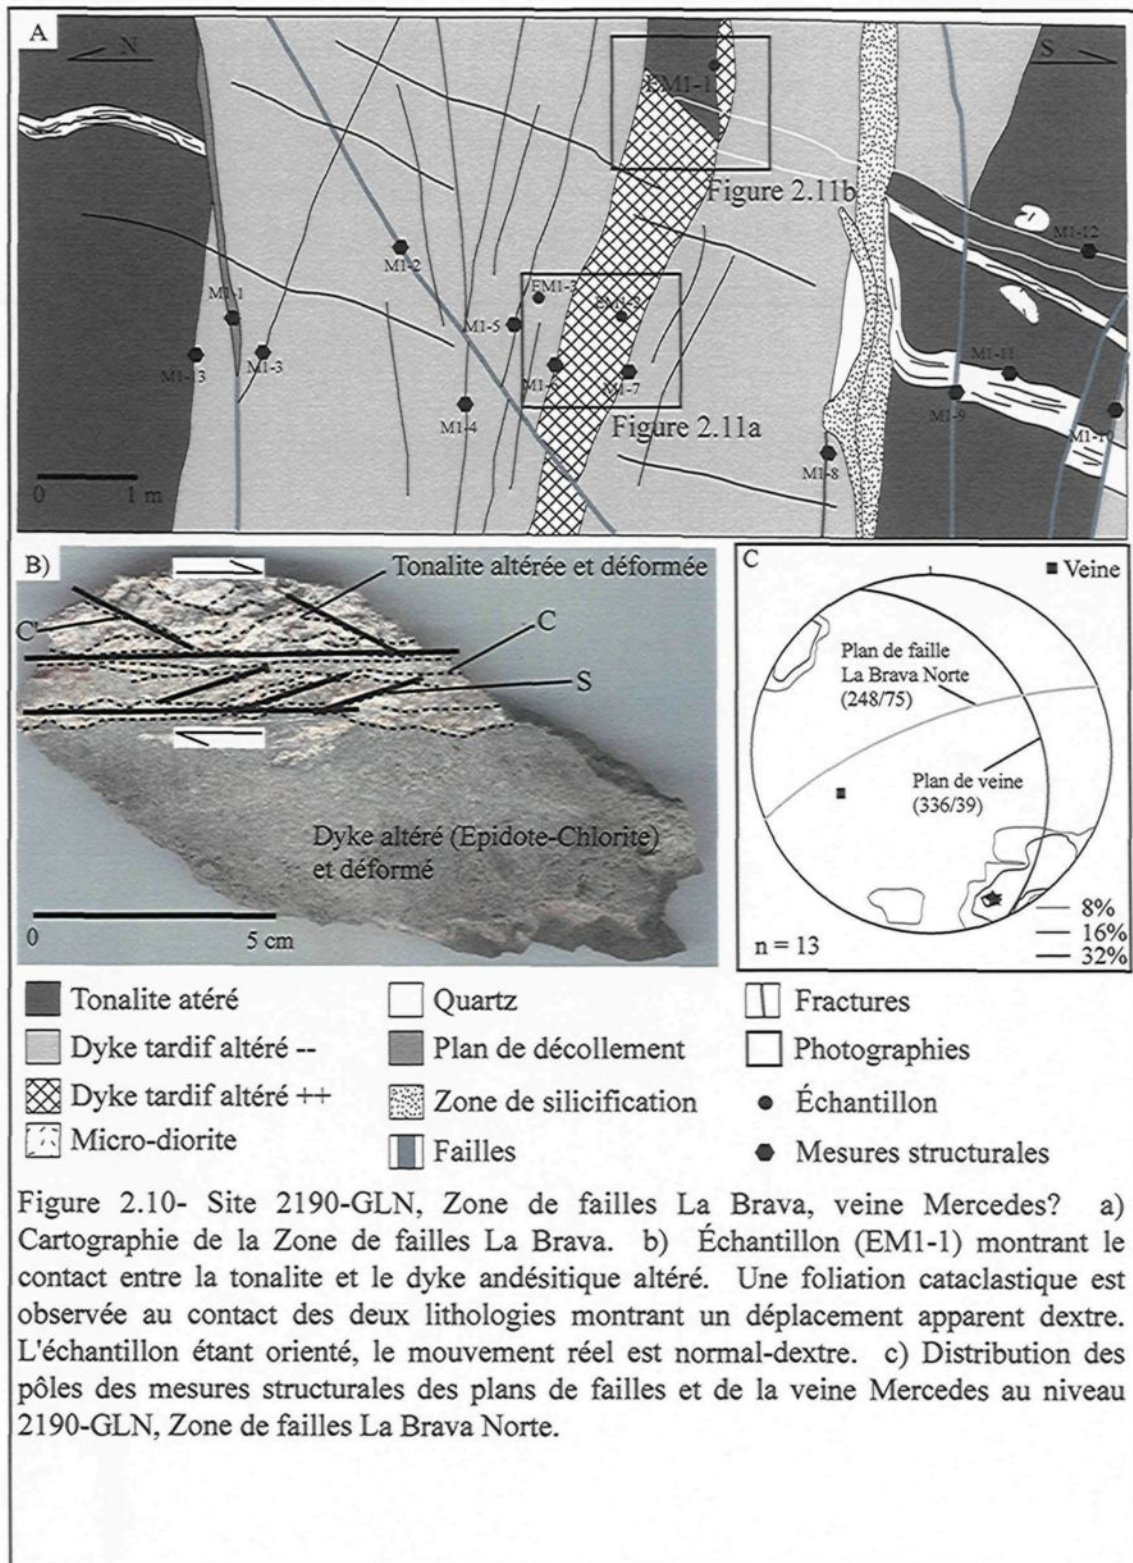 A
N
S
EM1-1
Figure 2.11b
M1-12
M1-2
M1-1
EM1-3
EM1-2
M1-5
M1-13
M1-3
M1-6
M1-7
M1-11
M1-9
M1-4
Figure 2.11a
M1-10
M1-8
0 1 m
B)
Tonalite altérée et déformée
C'
C
S
Dyke altéré (Epidote-Chlorite)
et déformé
0 5 cm
C
Veine
Plan de faille
La Brava Norte
(248/75)
Plan de veine
(336/39)
8%
16%
32%
n = 13
Tonalite atéré
Dyke tardif altéré --
Dyke tardif altéré ++
Micro-diorite
Quartz
Plan de décollement
Zone de silicification
Failles
Fractures
Photographies
Échantillon
Mesures structurales
Figure 2.10- Site 2190-GLN, Zone de failles La Brava, veine Mercedes? a)
Cartographie de la Zone de failles La Brava. b) Échantillon (EM1-1) montrant le
contact entre la tonalite et le dyke andésitique altéré. Une foliation cataclastique est
observée au contact des deux lithologies montrant un déplacement apparent dextre.
L'échantillon étant orienté, le mouvement réel est normal-dextre. c) Distribution des
pôles des mesures structurales des plans de failles et de la veine Mercedes au niveau
2190-GLN, Zone de failles La Brava Norte.